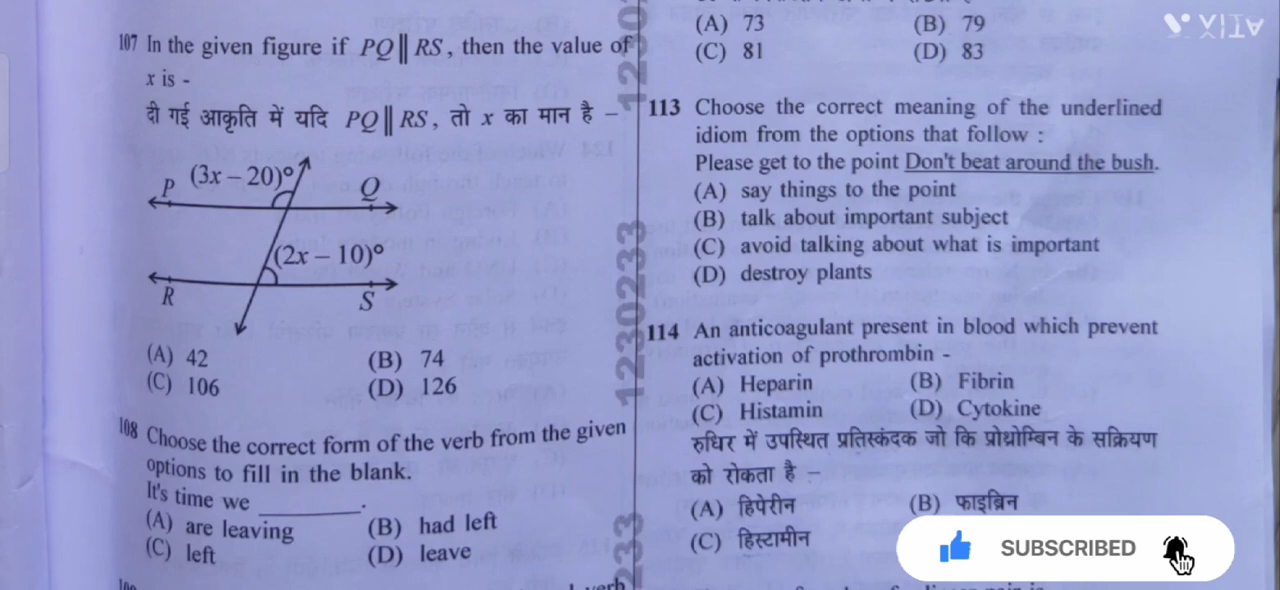 107 In the given figure if PQ || RS, then the value of
x is -
दी गई आकृति में यदि PQ || RS, तो x का मान है –
(3x – 20)°
P
Q
(2x – 10)°
R
S
(A) 42 (B) 74
(C) 106 (D) 126
108 Choose the correct form of the verb from the given
options to fill in the blank.
It's time we ________.
(A) are leaving (B) had left
(C) left (D) leave
(A) 73 (B) 79
(C) 81 (D) 83
113 Choose the correct meaning of the underlined
idiom from the options that follow :
Please get to the point Don't beat around the bush.
(A) say things to the point
(B) talk about important subject
(C) avoid talking about what is important
(D) destroy plants
114 An anticoagulant present in blood which prevent
activation of prothrombin -
(A) Heparin (B) Fibrin
(C) Histamin (D) Cytokine
रुधिर में उपस्थित प्रतिस्कंदक जो कि प्रोथ्रोम्बिन के सक्रियण
को रोकता है –
(A) हिपेरीन (B) फाइब्रिन
(C) हिस्टामीन
1230233
SUBSCRIBED